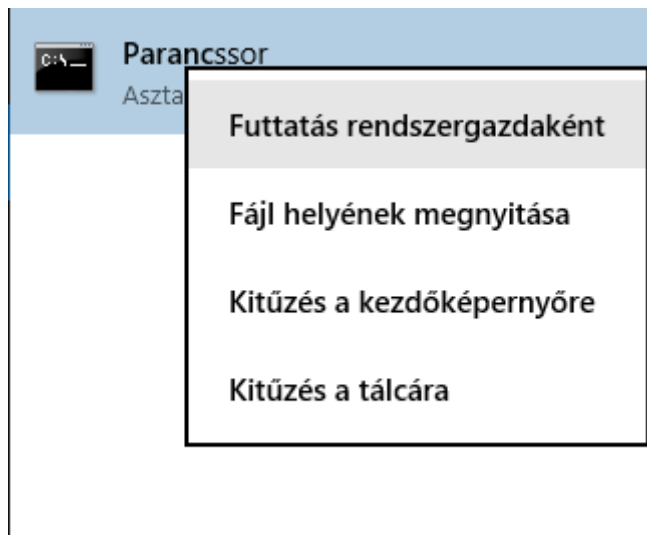 C:\
Parancssor
Aszta
Futtatás rendszergazdaként
Fájl helyének megnyitása
Kitűzés a kezdőképernyőre
Kitűzés a tálcára